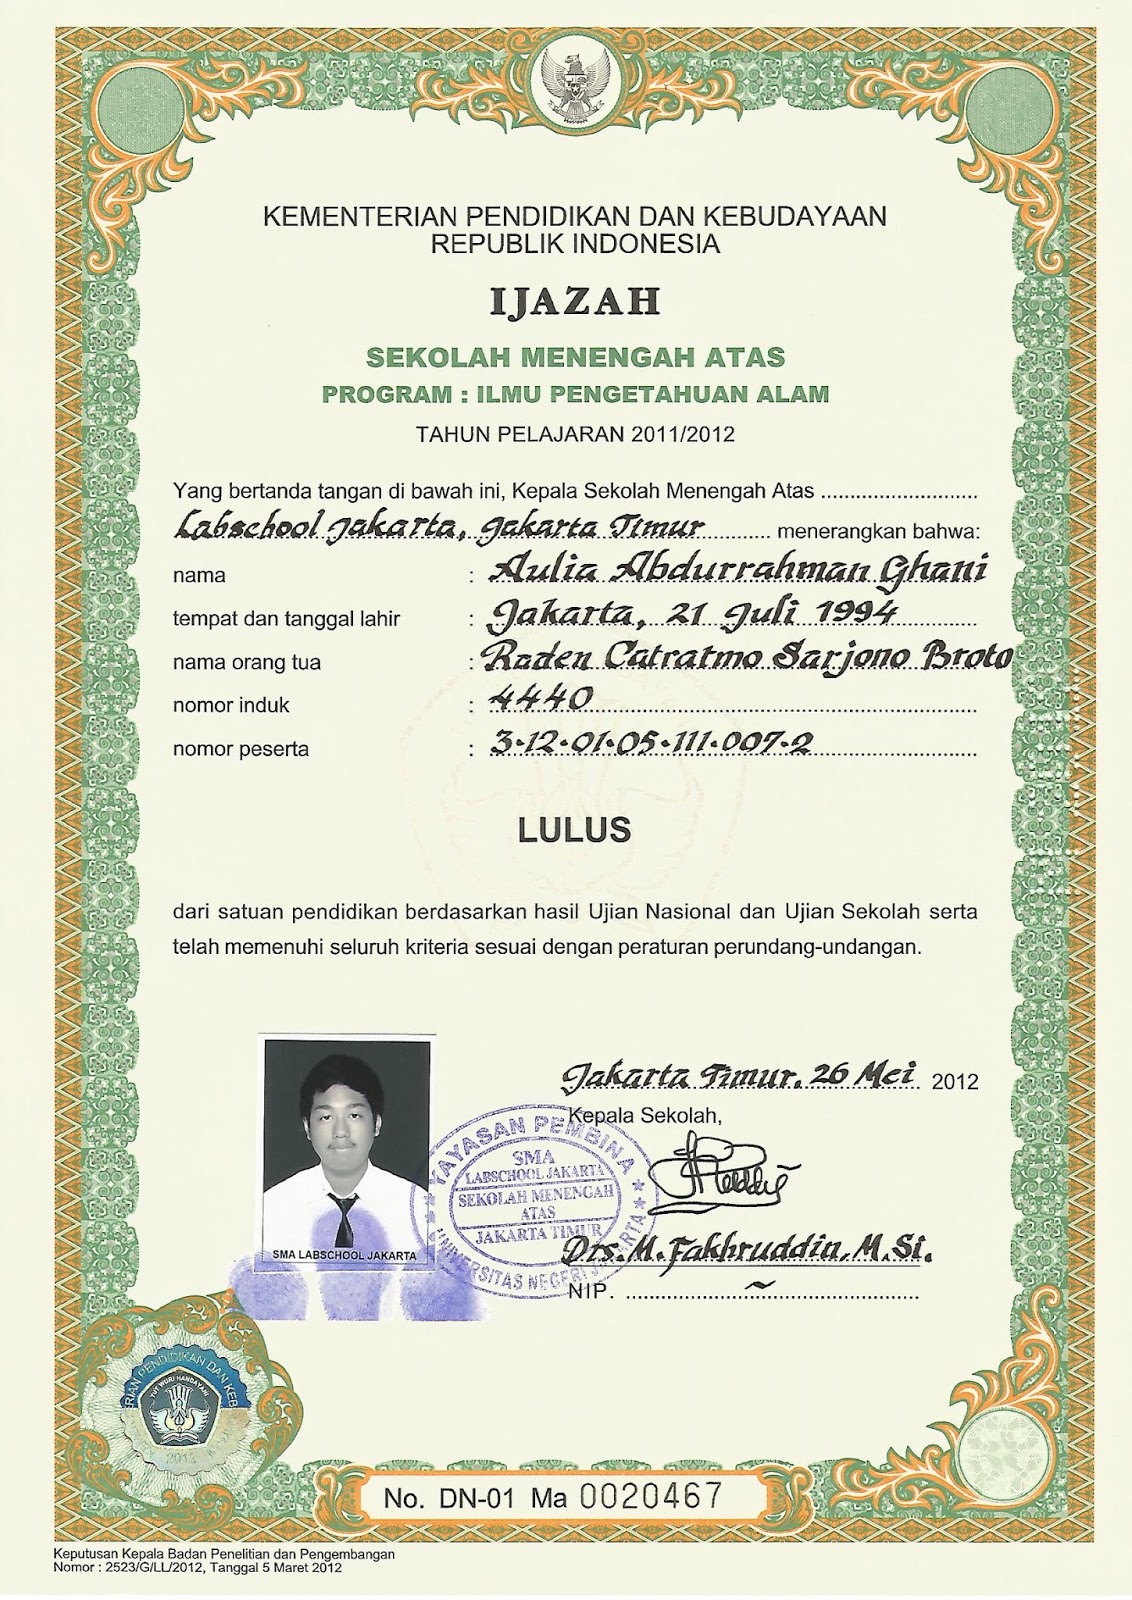 KEMENTERIAN PENDIDIKAN DAN KEBUDAYAAN
REPUBLIK INDONESIA
IJAZAH
SEKOLAH MENENGAH ATAS
PROGRAM : ILMU PENGETAHUAN ALAM
TAHUN PELAJARAN 2011/2012
Yang bertanda tangan di bawah ini, Kepala Sekolah Menengah Atas ..........................
Labschool Jakarta, Jakarta Timur ........... menerangkan bahwa:
nama : Aulia Abdurrahman Ghani
tempat dan tanggal lahir : Jakarta, 21 Juli 1994
nama orang tua : Raden Catratmo Sarjono Broto
nomor induk : 4440
nomor peserta : 3-12-01-05-111-007-2
LULUS
dari satuan pendidikan berdasarkan hasil Ujian Nasional dan Ujian Sekolah serta
telah memenuhi seluruh kriteria sesuai dengan peraturan perundang-undangan.
Jakarta Timur, 26 Mei 2012
Kepala Sekolah,
YAYASAN PEMBINA
SMA
LABSCHOOL JAKARTA
SEKOLAH MENENGAH
ATAS
JAKARTA TIMUR
UNIVERSITAS NEGERI JAKARTA
SMA LABSCHOOL JAKARTA
Drs. M. Fakhruddin, M.Si.
NIP. ~
RIAN PENDIDIKAN DAN KEB
TUT WURI HANDAYANI
2012
No. DN-01 Ma 0020467
Keputusan Kepala Badan Penelitian dan Pengembangan
Nomor : 2523/G/LL/2012, Tanggal 5 Maret 2012